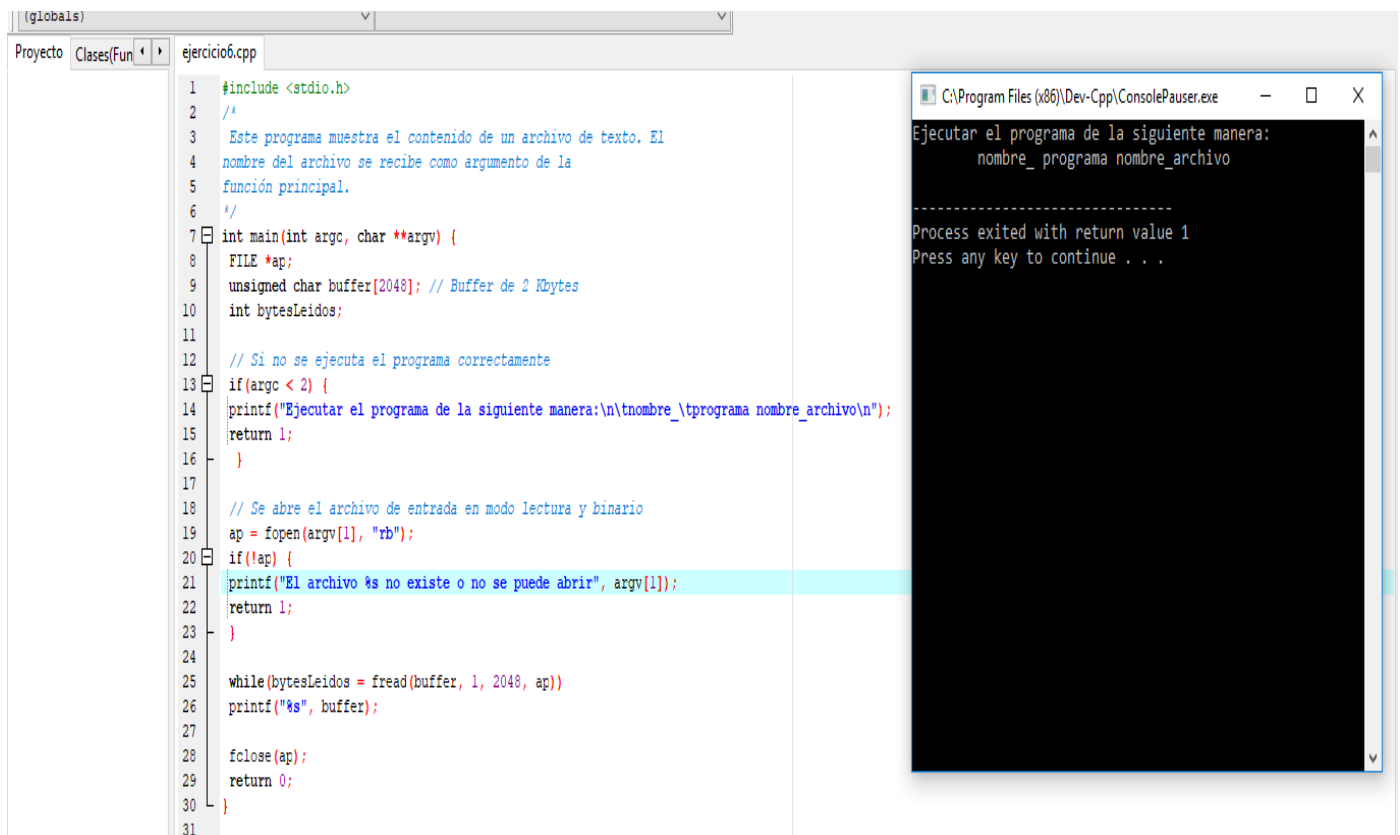 (globals)
Proyecto Clases(Fun ejercicio6.cpp
1 #include <stdio.h>
2 /*
3 Este programa muestra el contenido de un archivo de texto. El
4 nombre del archivo se recibe como argumento de la
5 función principal.
6 */
7 int main(int argc, char **argv) {
8 FILE *ap;
9 unsigned char buffer[2048]; // Buffer de 2 Kbytes
10 int bytesLeidos;
11
12 // Si no se ejecuta el programa correctamente
13 if(argc < 2) {
14 printf("Ejecutar el programa de la siguiente manera:\n\tnombre_\tprograma nombre_archivo\n");
15 return 1;
16 }
17
18 // Se abre el archivo de entrada en modo lectura y binario
19 ap = fopen(argv[1], "rb");
20 if(!ap) {
21 printf("El archivo %s no existe o no se puede abrir", argv[1]);
22 return 1;
23 }
24
25 while(bytesLeidos = fread(buffer, 1, 2048, ap))
26 printf("%s", buffer);
27
28 fclose(ap);
29 return 0;
30 }
31
C:\Program Files (x86)\Dev-Cpp\ConsolePauser.exe
Ejecutar el programa de la siguiente manera:
nombre_ programa nombre_archivo
--------------------------------
Process exited with return value 1
Press any key to continue . . .